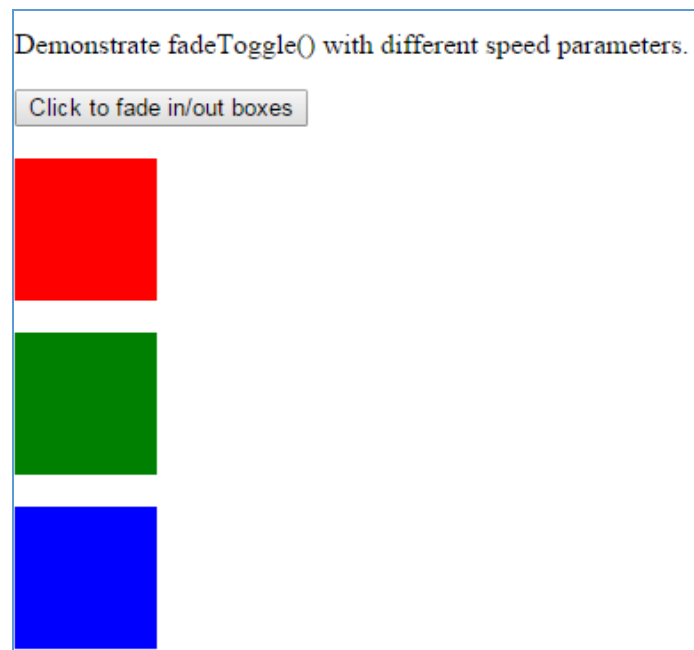 Demonstrate fadeToggle() with different speed parameters.
Click to fade in/out boxes